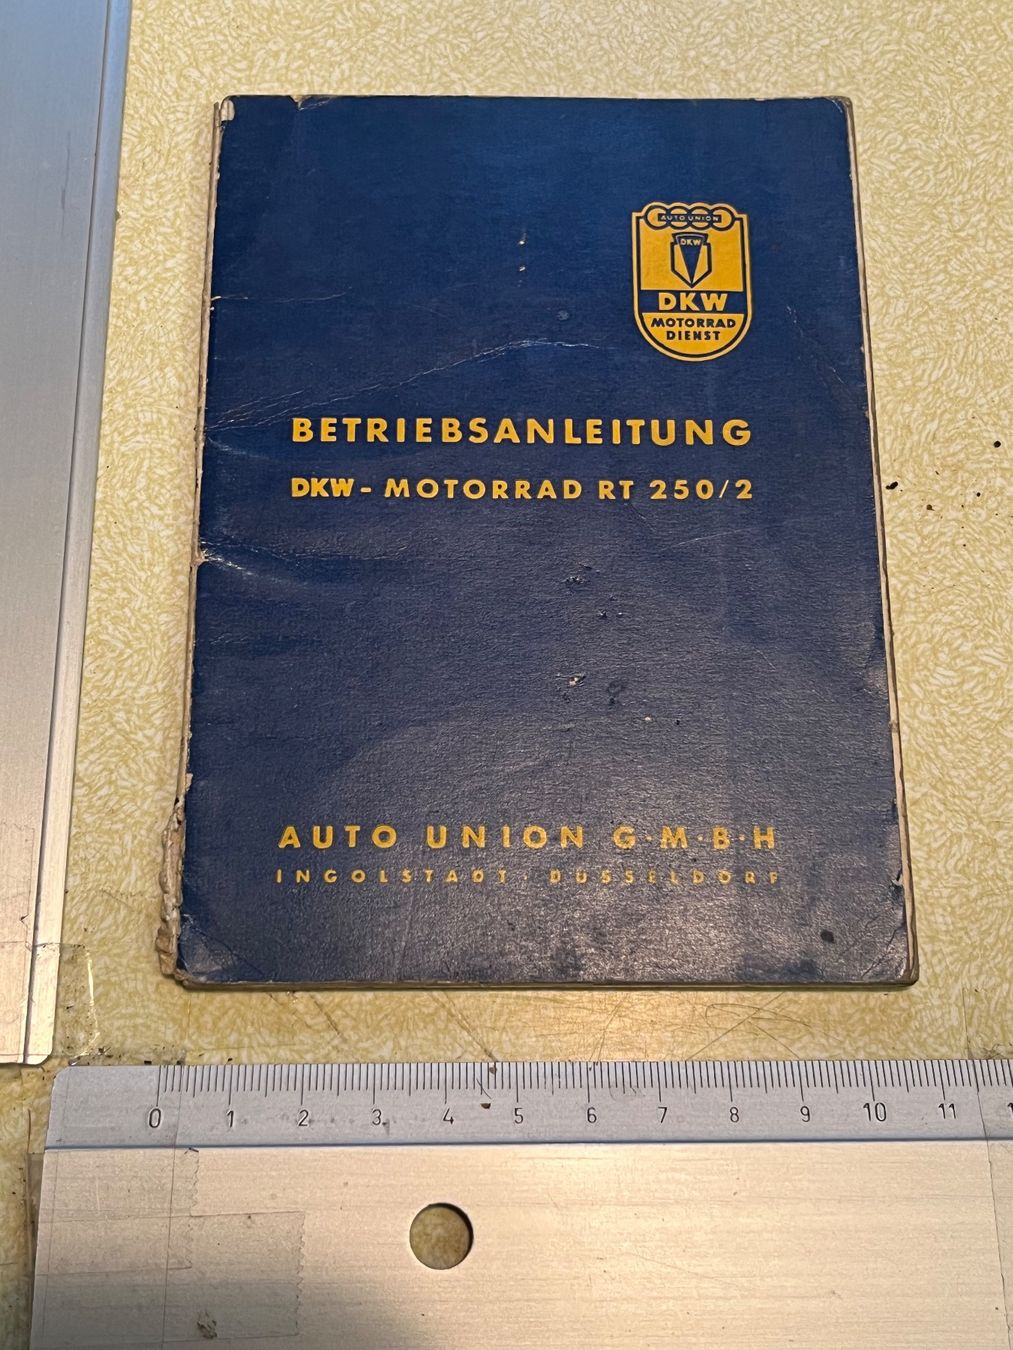 AUTO UNION
DKW
DKW
MOTORRAD
DIENST
BETRIEBSANLEITUNG
DKW - MOTORRAD RT 250/2
AUTO UNION G·M·B·H
INGOLSTADT · DÜSSELDORF
0 1 2 3 4 5 6 7 8 9 10 11